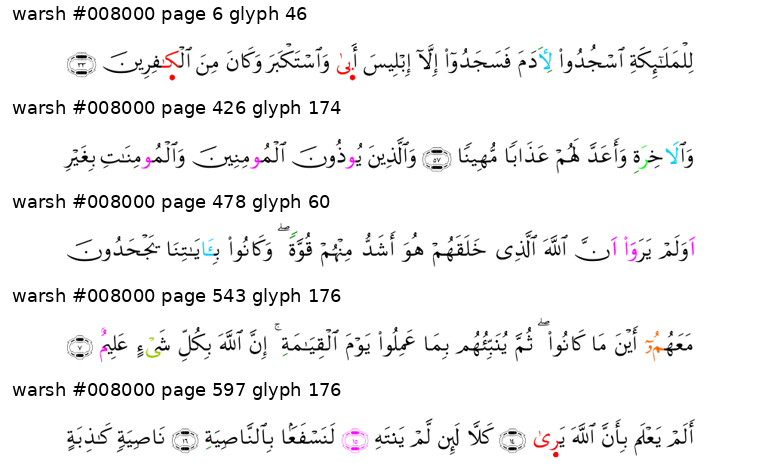 warsh #008000 page 6 glyph 46
لِلْمَلَٰٓئِكَةِ اِ۟سْجُدُوا۟ لِأٓدَمَ فَسَجَدُوٓا۟ إِلَّآ إِبْلِيسَ أَبىٰ وَاسْتَكْبَرَ وَكَانَ مِنَ اَ۬لْكٰ۪فِرِينَ ٣٣
warsh #008000 page 426 glyph 174
وَالَاخِرَةِ وَأَعَدَّ لَهُمْ عَذَابًا مُّهِينًا ٥٧ وَالَّذِينَ يُوذُونَ اَ۬لْمُومِنِينَ وَالْمُومِنَٰتِ بِغَيْرِ
warsh #008000 page 478 glyph 60
اَوَلَمْ يَرَوَاْ اَنَّ اَ۬للَّهَ اَ۬لَّذِى خَلَقَهُمْ هُوَ أَشَدُّ مِنْهُمْ قُوَّةً ۖ وَكَانُوا۟ بِـَٔايَٰتِنَا يَجْحَدُونَ
warsh #008000 page 543 glyph 176
مَعَهُمُۥٓ أَيْنَ مَا كَانُوا۟ ۖ ثُمَّ يُنَبِّئُهُم بِمَا عَمِلُوا۟ يَوْمَ اَ۬لْقِيَٰمَةِ ۚ إِنَّ اَ۬للَّهَ بِكُلِّ شَىْءٍ عَلِيمٌ ٧
warsh #008000 page 597 glyph 176
أَلَمْ يَعْلَم بِأَنَّ اَ۬للَّهَ يَرىٰ ١٤ كَلَّا لَئِن لَّمْ يَنتَهِ ١٥ لَنَسْفَعًۢا بِالنَّاصِيَةِ ١٦ نَاصِيَةٍ كَٰذِبَةٍ